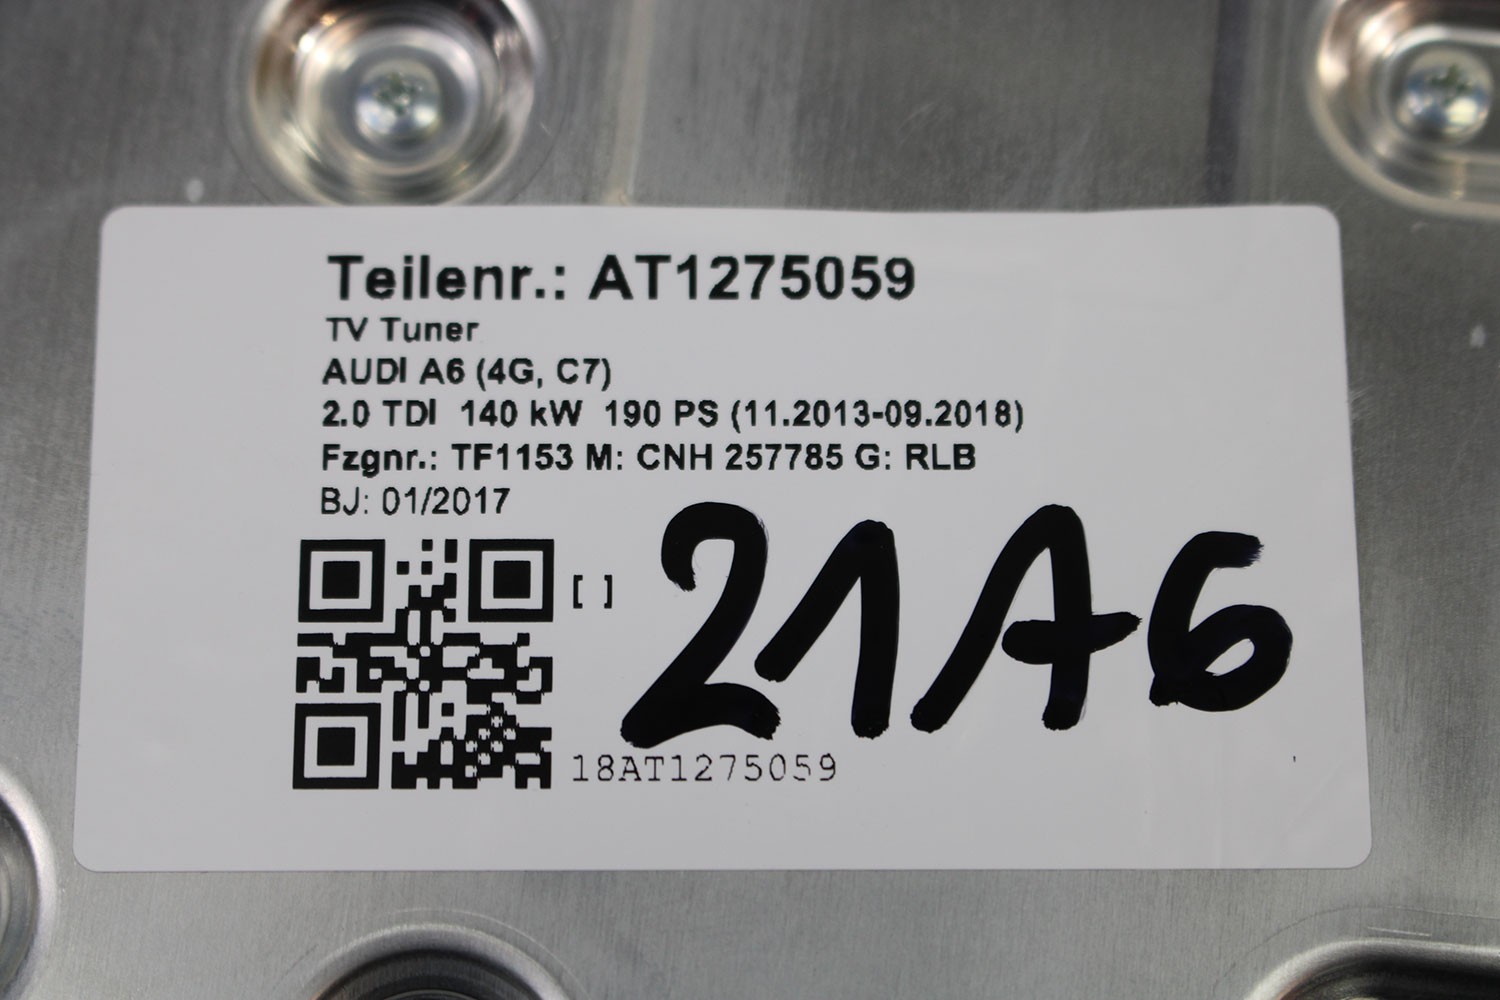 Teilenr.: AT1275059
TV Tuner
AUDI A6 (4G, C7)
2.0 TDI 140 kW 190 PS (11.2013-09.2018)
Fzgnr.: TF1153 M: CNH 257785 G: RLB
BJ: 01/2017
[ ]
21A6
18AT1275059